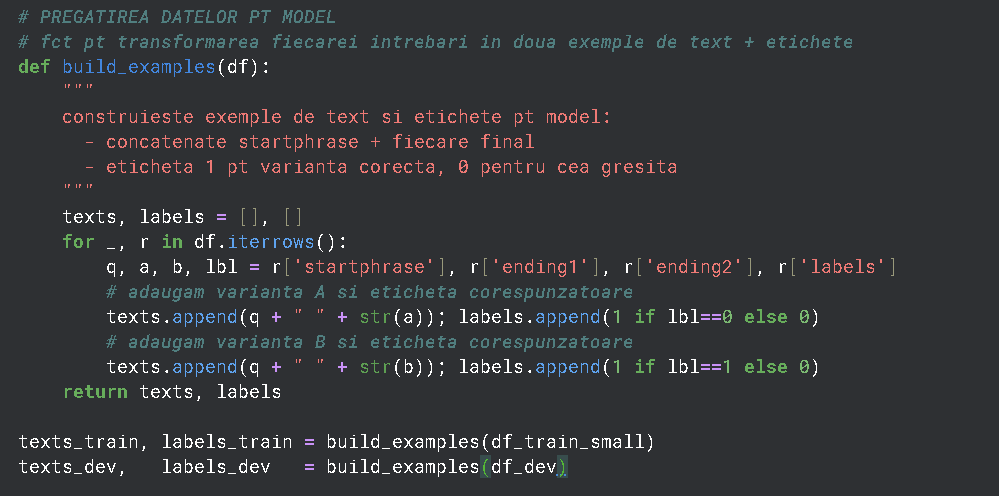 # PREGATIREA DATELOR PT MODEL
# fct pt transformarea fiecarei intrebari in doua exemple de text + etichete
def build_examples(df):
    """
    construieste exemple de text si etichete pt model:
      - concatenate startphrase + fiecare final
      - eticheta 1 pt varianta corecta, 0 pentru cea gresita
    """
    texts, labels = [], []
    for _, r in df.iterrows():
        q, a, b, lbl = r['startphrase'], r['ending1'], r['ending2'], r['labels']
        # adaugam varianta A si eticheta corespunzatoare
        texts.append(q + " " + str(a)); labels.append(1 if lbl==0 else 0)
        # adaugam varianta B si eticheta corespunzatoare
        texts.append(q + " " + str(b)); labels.append(1 if lbl==1 else 0)
    return texts, labels

texts_train, labels_train = build_examples(df_train_small)
texts_dev,   labels_dev   = build_examples(df_dev)